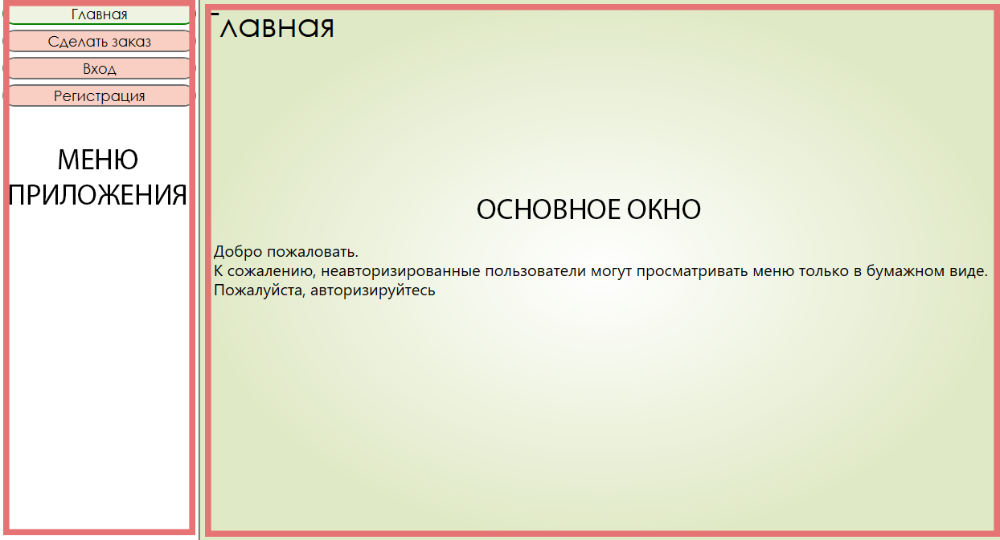 Главная
Сделать заказ
Вход
Регистрация
МЕНЮ
ПРИЛОЖЕНИЯ
Главная
ОСНОВНОЕ ОКНО
Добро пожаловать.
К сожалению, неавторизированные пользователи могут просматривать меню только в бумажном виде.
Пожалуйста, авторизируйтесь